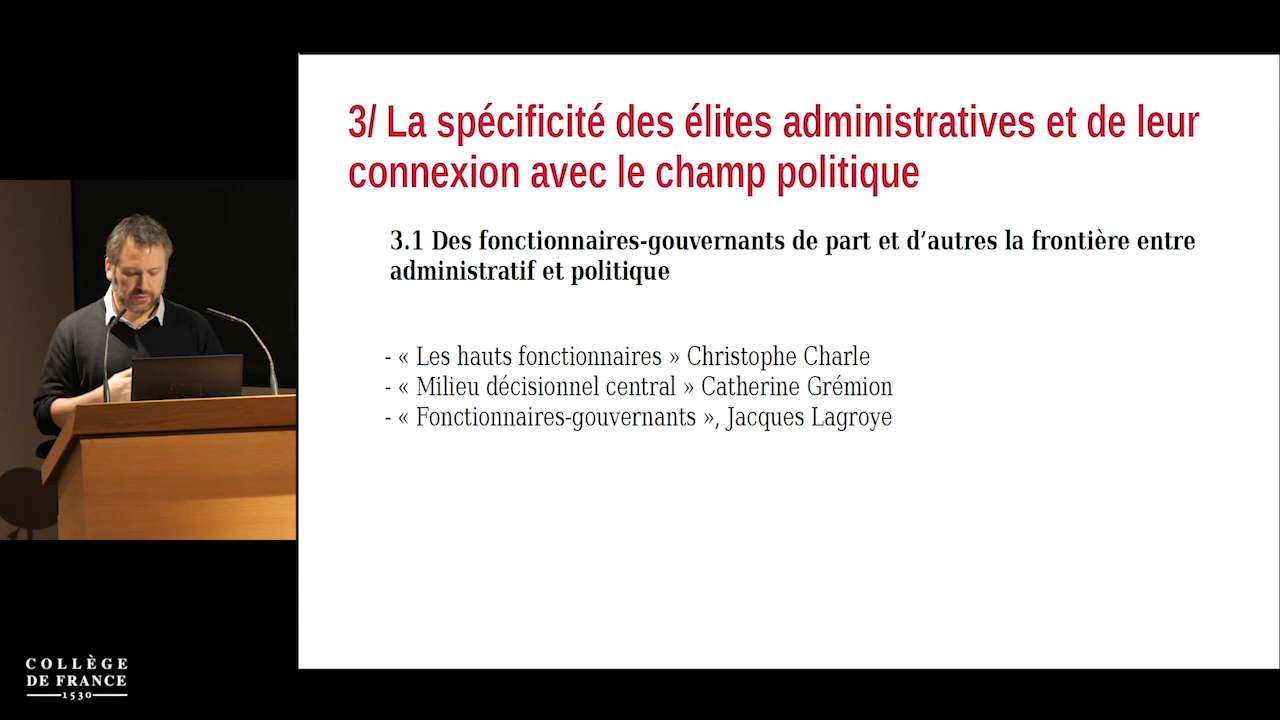 3/ La spécificité des élites administratives et de leur
connexion avec le champ politique
3.1 Des fonctionnaires-gouvernants de part et d’autres la frontière entre
administratif et politique
- « Les hauts fonctionnaires » Christophe Charle
- « Milieu décisionnel central » Catherine Grémion
- « Fonctionnaires-gouvernants », Jacques Lagroye
COLLÈGE
DE FRANCE
1530